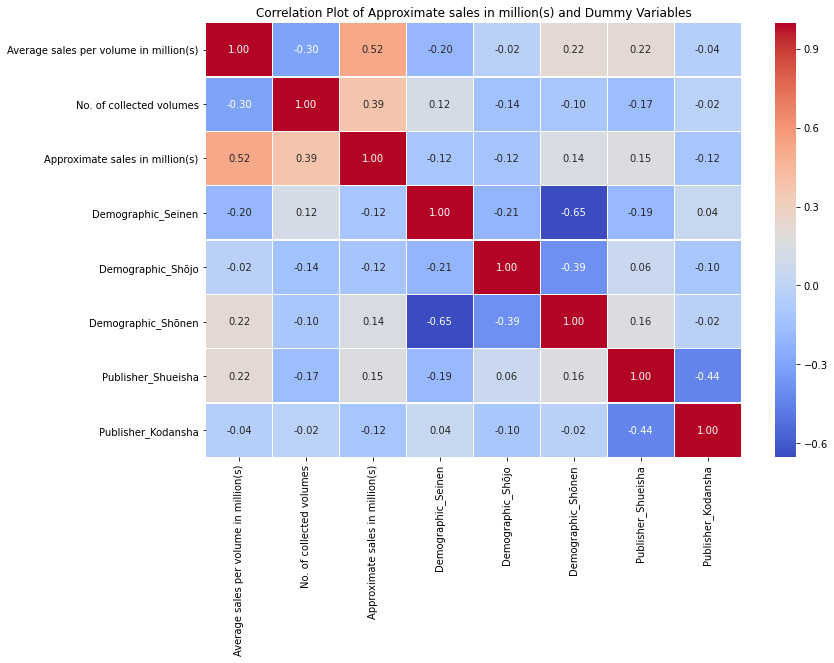 Correlation Plot of Approximate sales in million(s) and Dummy Variables
Average sales per volume in million(s) 1.00 -0.30 0.52 -0.20 -0.02 0.22 0.22 -0.04
No. of collected volumes -0.30 1.00 0.39 0.12 -0.14 -0.10 -0.17 -0.02
Approximate sales in million(s) 0.52 0.39 1.00 -0.12 -0.12 0.14 0.15 -0.12
Demographic_Seinen -0.20 0.12 -0.12 1.00 -0.21 -0.65 -0.19 0.04
Demographic_Shōjo -0.02 -0.14 -0.12 -0.21 1.00 -0.39 0.06 -0.10
Demographic_Shōnen 0.22 -0.10 0.14 -0.65 -0.39 1.00 0.16 -0.02
Publisher_Shueisha 0.22 -0.17 0.15 -0.19 0.06 0.16 1.00 -0.44
Publisher_Kodansha -0.04 -0.02 -0.12 0.04 -0.10 -0.02 -0.44 1.00
Average sales per volume in million(s)
No. of collected volumes
Approximate sales in million(s)
Demographic_Seinen
Demographic_Shōjo
Demographic_Shōnen
Publisher_Shueisha
Publisher_Kodansha
0.9
0.6
0.3
0.0
−0.3
−0.6